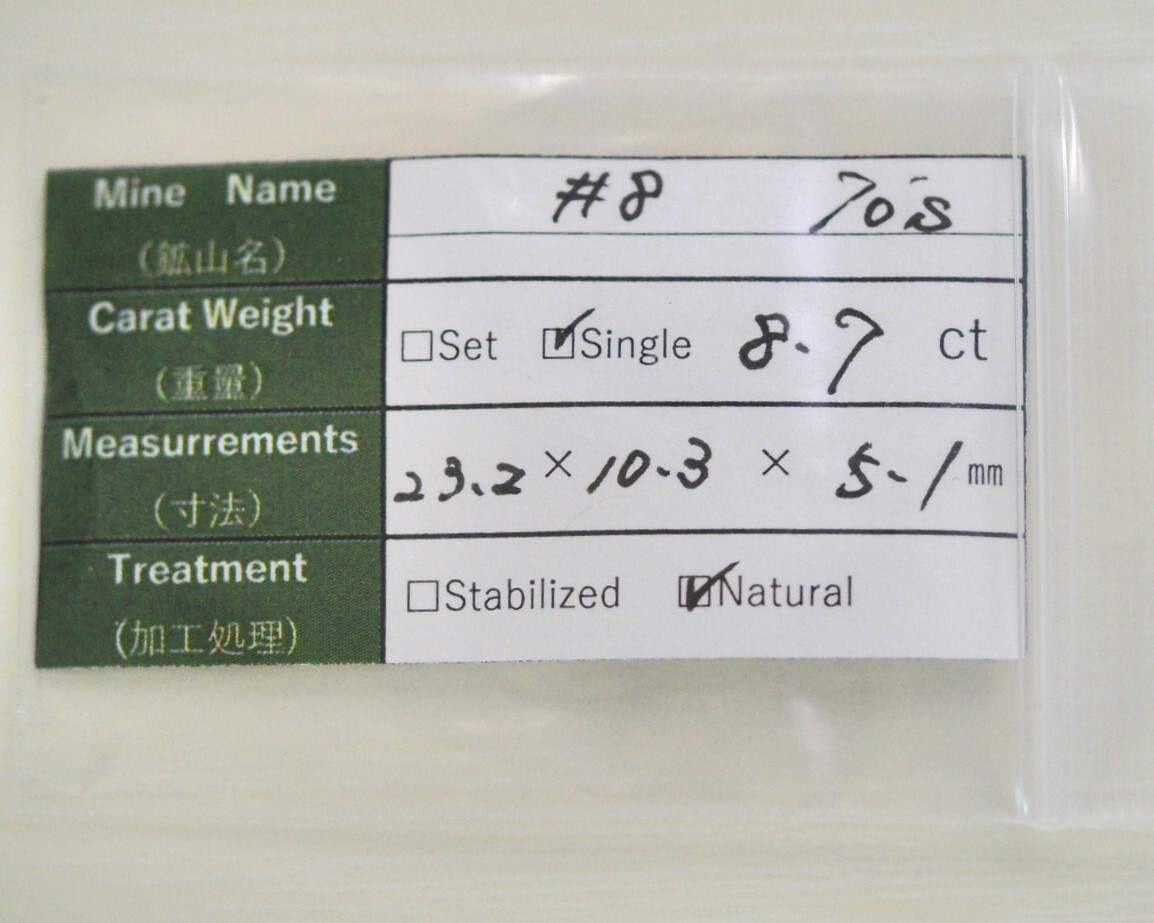 Mine Name #8 70's
(鉱山名)
Carat Weight □Set ☑Single 8.7 ct
(重量)
Measurrements 23.2 × 10.3 × 5.1 mm
(寸法)
Treatment □Stabilized ☑Natural
(加工処理)